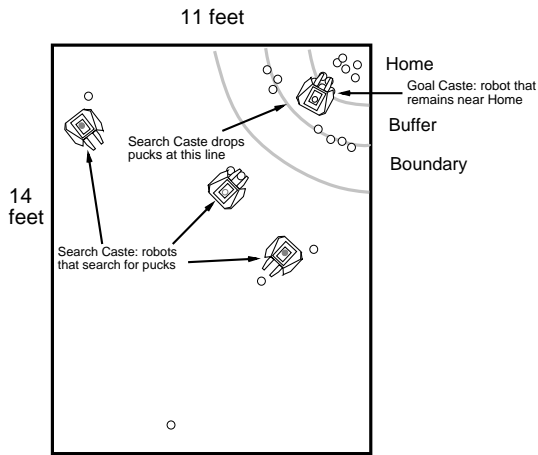 11 feet
Home
Goal Caste: robot that
remains near Home
Buffer
Search Caste drops
pucks at this line
Boundary
14
feet
Search Caste: robots
that search for pucks